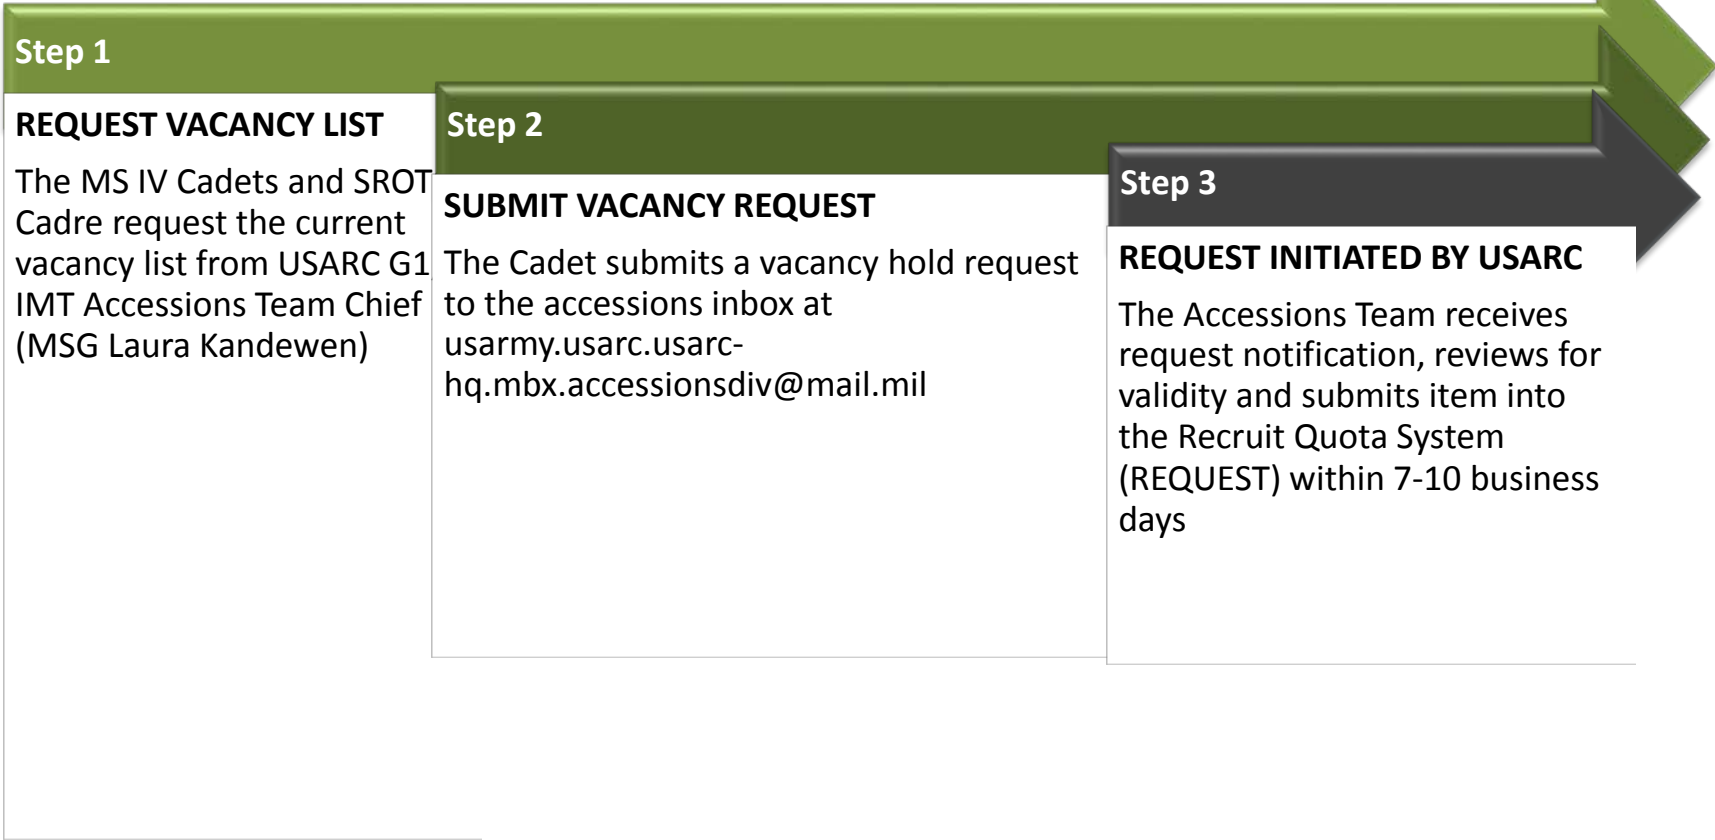 Step 1
REQUEST VACANCY LIST
The MS IV Cadets and SROT
Cadre request the current
vacancy list from USARC G1
IMT Accessions Team Chief
(MSG Laura Kandewen)
Step 2
SUBMIT VACANCY REQUEST
The Cadet submits a vacancy hold request
to the accessions inbox at
usarmy.usarc.usarc-
hq.mbx.accessionsdiv@mail.mil
Step 3
REQUEST INITIATED BY USARC
The Accessions Team receives
request notification, reviews for
validity and submits item into
the Recruit Quota System
(REQUEST) within 7-10 business
days